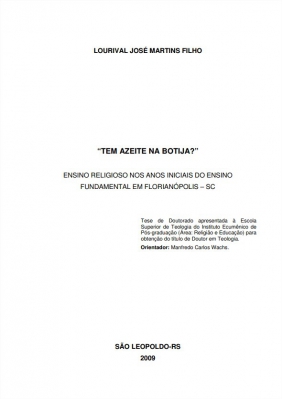 LOURIVAL JOSÉ MARTINS FILHO
“TEM AZEITE NA BOTIJA?”
ENSINO RELIGIOSO NOS ANOS INICIAIS DO ENSINO
FUNDAMENTAL EM FLORIANÓPOLIS – SC
Tese de Doutorado apresentada à Escola
Superior de Teologia do Instituto Ecumênico de
Pós-graduação (Área: Religião e Educação) para
obtenção do título de Doutor em Teologia.
Orientador: Manfredo Carlos Wachs.
SÃO LEOPOLDO-RS
2009